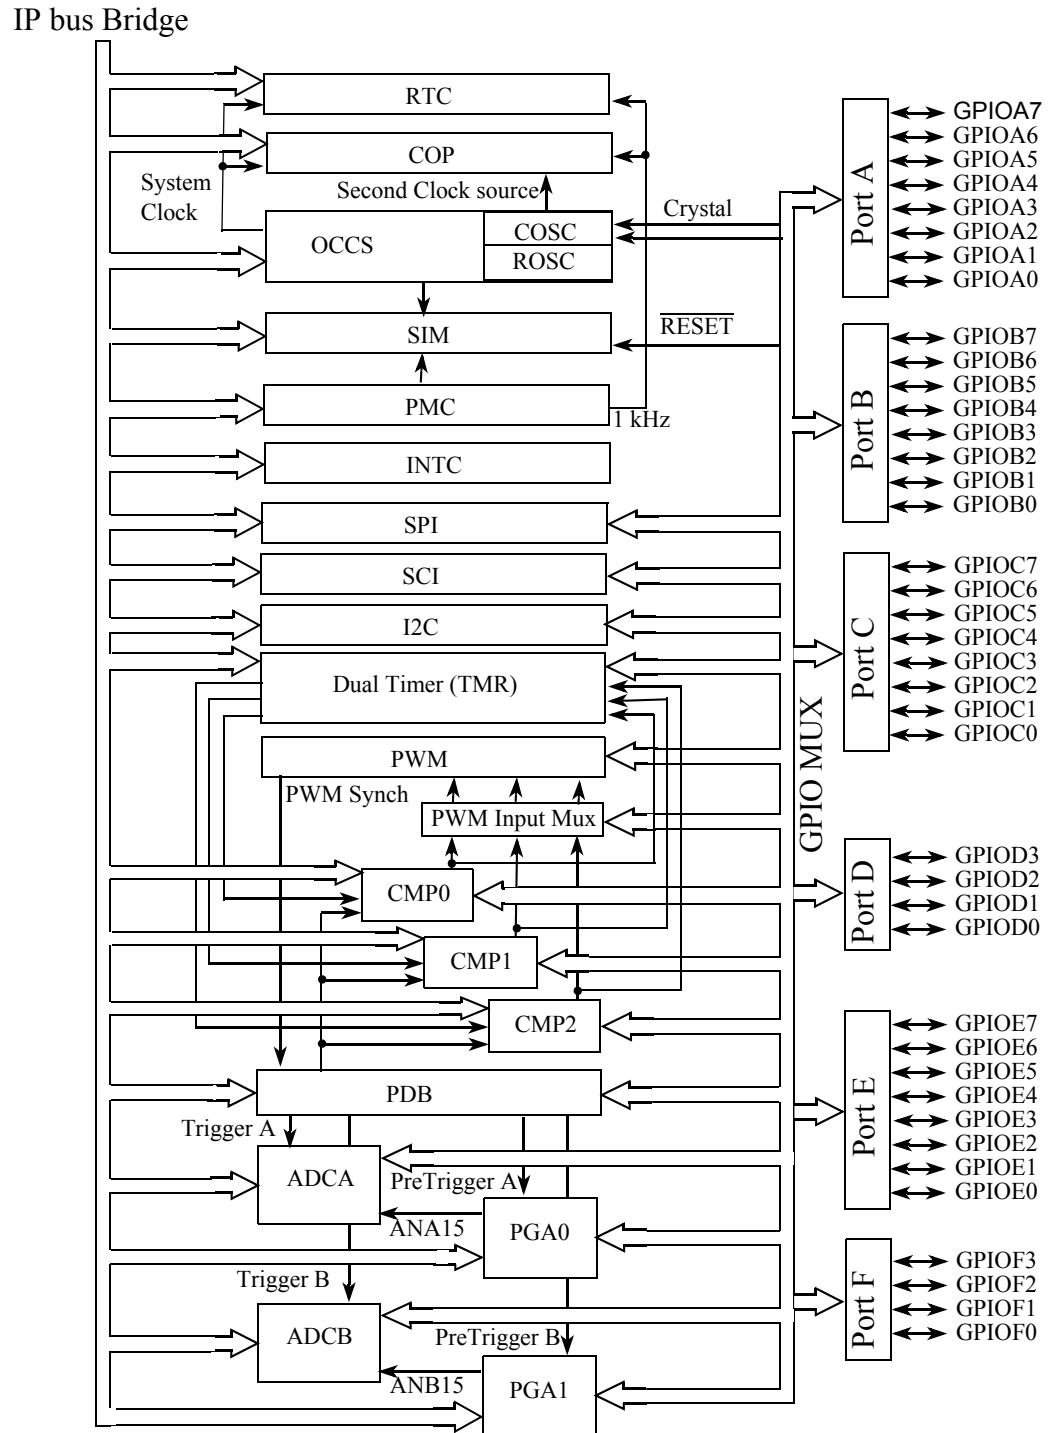 IP bus Bridge
RTC
COP
System
Clock
Second Clock source
OCCS
COSC
ROSC
Crystal
SIM
RESET
PMC
1 kHz
INTC
SPI
SCI
I2C
Dual Timer (TMR)
PWM
PWM Synch
PWM Input Mux
CMP0
CMP1
CMP2
PDB
Trigger A
ADCA
PreTrigger A
ANA15
PGA0
Trigger B
ADCB
PreTrigger B
ANB15
PGA1
GPIO MUX
Port A
GPIOA7
GPIOA6
GPIOA5
GPIOA4
GPIOA3
GPIOA2
GPIOA1
GPIOA0
Port B
GPIOB7
GPIOB6
GPIOB5
GPIOB4
GPIOB3
GPIOB2
GPIOB1
GPIOB0
Port C
GPIOC7
GPIOC6
GPIOC5
GPIOC4
GPIOC3
GPIOC2
GPIOC1
GPIOC0
Port D
GPIOD3
GPIOD2
GPIOD1
GPIOD0
Port E
GPIOE7
GPIOE6
GPIOE5
GPIOE4
GPIOE3
GPIOE2
GPIOE1
GPIOE0
Port F
GPIOF3
GPIOF2
GPIOF1
GPIOF0